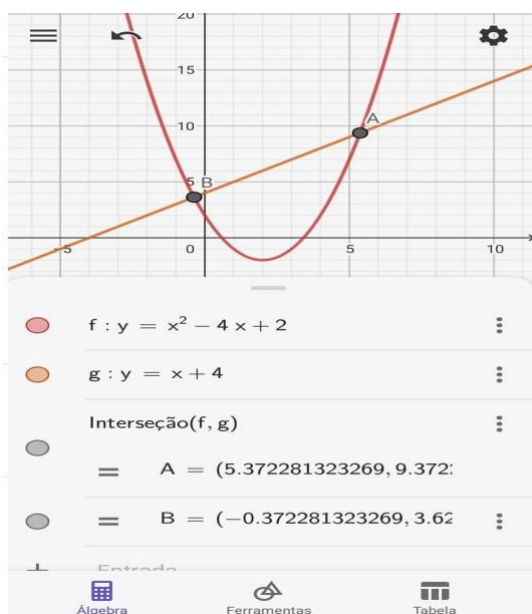 20
15
10
A
5 B
-5 0 5 10
f : y = x² − 4 x + 2
g : y = x + 4
Interseção(f, g)
= A = (5.372281323269, 9.372
= B = (−0.372281323269, 3.62
+ Entrada
Álgebra Ferramentas Tabela